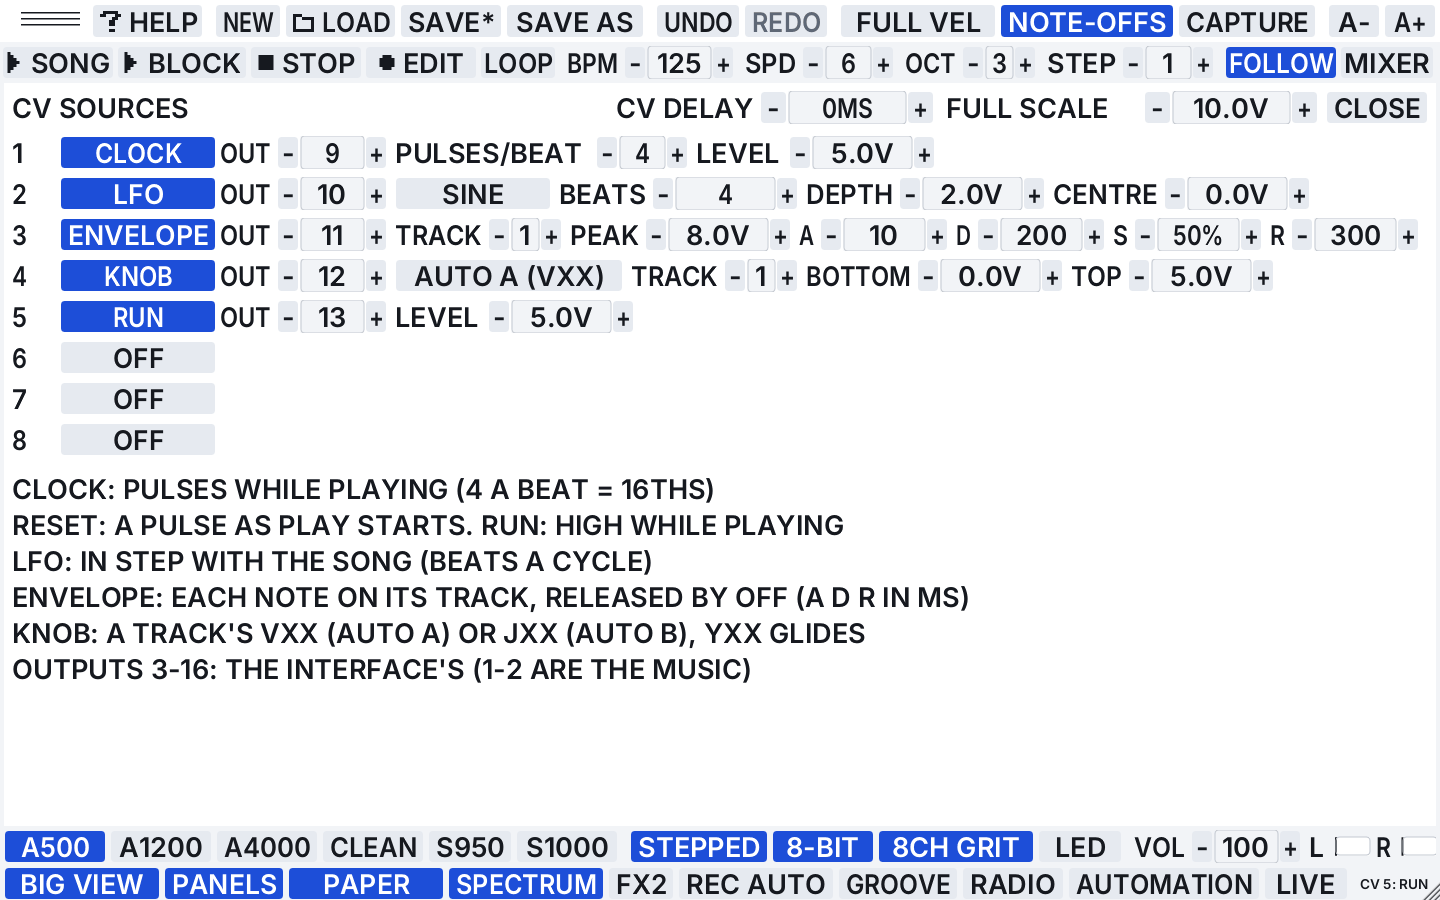 HELP NEW LOAD SAVE* SAVE AS UNDO REDO FULL VEL NOTE-OFFS CAPTURE A- A+
SONG BLOCK STOP EDIT LOOP BPM - 125 + SPD - 6 + OCT - 3 + STEP - 1 + FOLLOW MIXER
CV SOURCES CV DELAY - 0MS + FULL SCALE - 10.0V + CLOSE
1 CLOCK OUT - 9 + PULSES/BEAT - 4 + LEVEL - 5.0V +
2 LFO OUT - 10 + SINE BEATS - 4 + DEPTH - 2.0V + CENTRE - 0.0V +
3 ENVELOPE OUT - 11 + TRACK - 1 + PEAK - 8.0V + A - 10 + D - 200 + S - 50% + R - 300 +
4 KNOB OUT - 12 + AUTO A (VXX) TRACK - 1 + BOTTOM - 0.0V + TOP - 5.0V +
5 RUN OUT - 13 + LEVEL - 5.0V +
6 OFF
7 OFF
8 OFF
CLOCK: PULSES WHILE PLAYING (4 A BEAT = 16THS)
RESET: A PULSE AS PLAY STARTS. RUN: HIGH WHILE PLAYING
LFO: IN STEP WITH THE SONG (BEATS A CYCLE)
ENVELOPE: EACH NOTE ON ITS TRACK, RELEASED BY OFF (A D R IN MS)
KNOB: A TRACK'S VXX (AUTO A) OR JXX (AUTO B), YXX GLIDES
OUTPUTS 3-16: THE INTERFACE'S (1-2 ARE THE MUSIC)
A500 A1200 A4000 CLEAN S950 S1000 STEPPED 8-BIT 8CH GRIT LED VOL - 100 + L R
BIG VIEW PANELS PAPER SPECTRUM FX2 REC AUTO GROOVE RADIO AUTOMATION LIVE CV 5: RUN